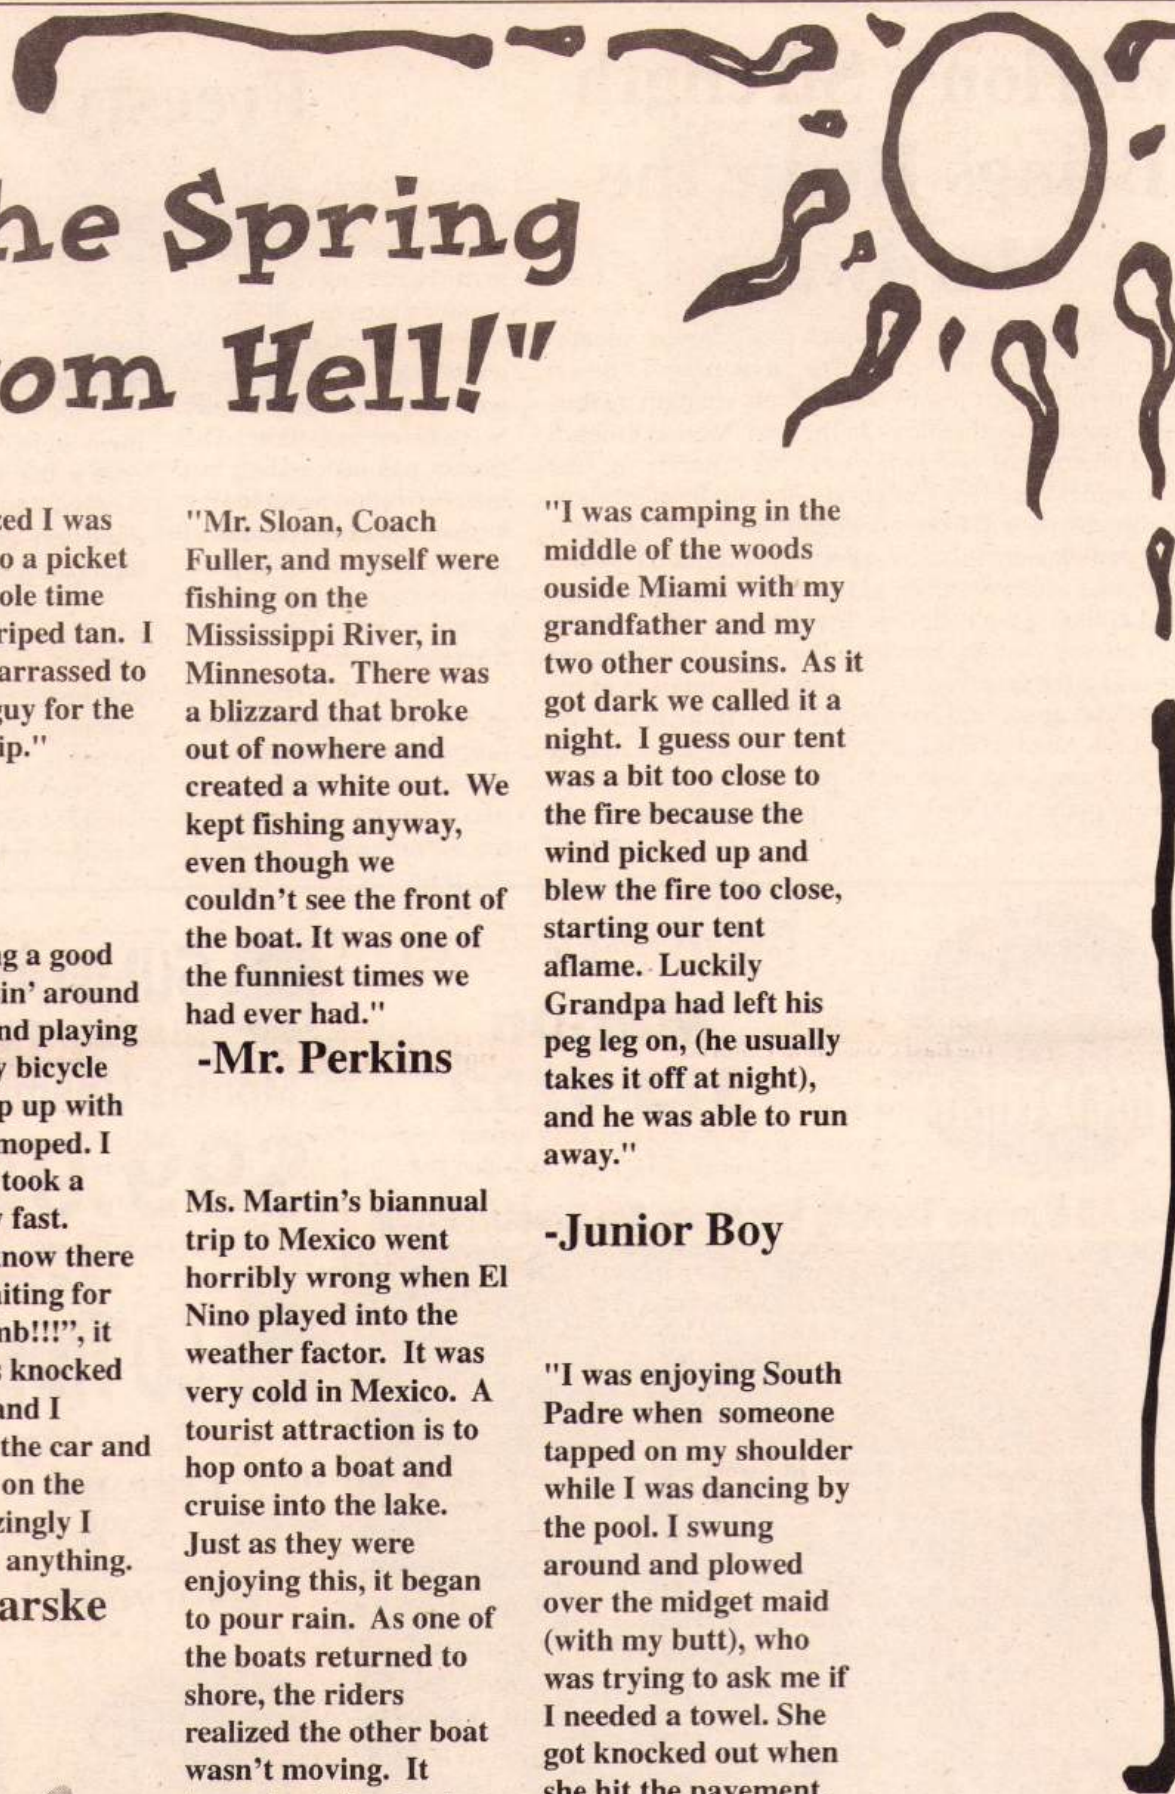 he Spring
om Hell!"
ed I was
o a picket
ole time
riped tan. I
arrassed to
guy for the
ip."
g a good
in' around
nd playing
y bicycle
p up with
moped. I
took a
fast.
now there
iting for
mb!!!”, it
knocked
and I
the car and
on the
zingly I
anything.
arske
"Mr. Sloan, Coach
Fuller, and myself were
fishing on the
Mississippi River, in
Minnesota. There was
a blizzard that broke
out of nowhere and
created a white out. We
kept fishing anyway,
even though we
couldn't see the front of
the boat. It was one of
the funniest times we
had ever had."
-Mr. Perkins
Ms. Martin's biannual
trip to Mexico went
horribly wrong when El
Nino played into the
weather factor. It was
very cold in Mexico. A
tourist attraction is to
hop onto a boat and
cruise into the lake.
Just as they were
enjoying this, it began
to pour rain. As one of
the boats returned to
shore, the riders
realized the other boat
wasn't moving. It
"I was camping in the
middle of the woods
ouside Miami with my
grandfather and my
two other cousins. As it
got dark we called it a
night. I guess our tent
was a bit too close to
the fire because the
wind picked up and
blew the fire too close,
starting our tent
aflame. Luckily
Grandpa had left his
peg leg on, (he usually
takes it off at night),
and he was able to run
away."
-Junior Boy
"I was enjoying South
Padre when someone
tapped on my shoulder
while I was dancing by
the pool. I swung
around and plowed
over the midget maid
(with my butt), who
was trying to ask me if
I needed a towel. She
got knocked out when
she hit the pavement